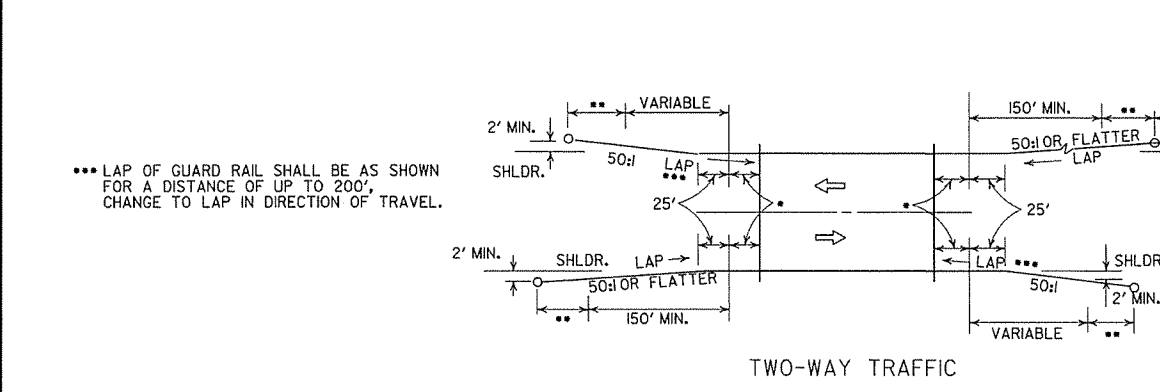 ** VARIABLE
150' MIN. **
2' MIN.
50:1 OR FLATTER
50:1
LAP
LAP
SHLDR.
***
*** LAP OF GUARD RAIL SHALL BE AS SHOWN
FOR A DISTANCE OF UP TO 200',
CHANGE TO LAP IN DIRECTION OF TRAVEL.
25' * * 25'
2' MIN.
SHLDR. LAP
LAP *** SHLDR
50:1 OR FLATTER
50:1
2' MIN.
** 150' MIN.
VARIABLE **
TWO-WAY TRAFFIC